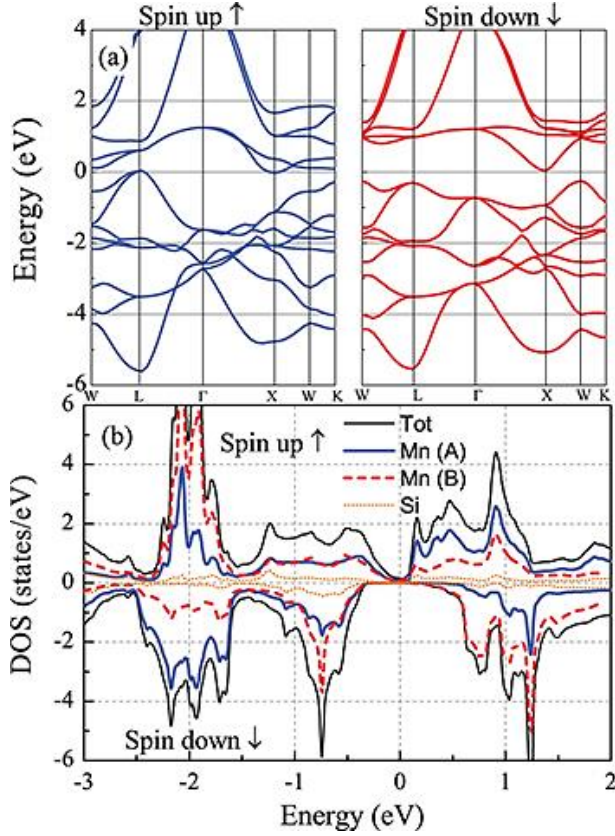 Spin up ↑ Spin down ↓
(a)
Energy (eV)
4
2
0
-2
-4
-6
W L Γ X W K W L Γ X W K
(b)
Spin up ↑
Tot
Mn (A)
Mn (B)
Si
DOS (states/eV)
6
4
2
0
-2
-4
-6
Spin down ↓
-3 -2 -1 0 1 2
Energy (eV)